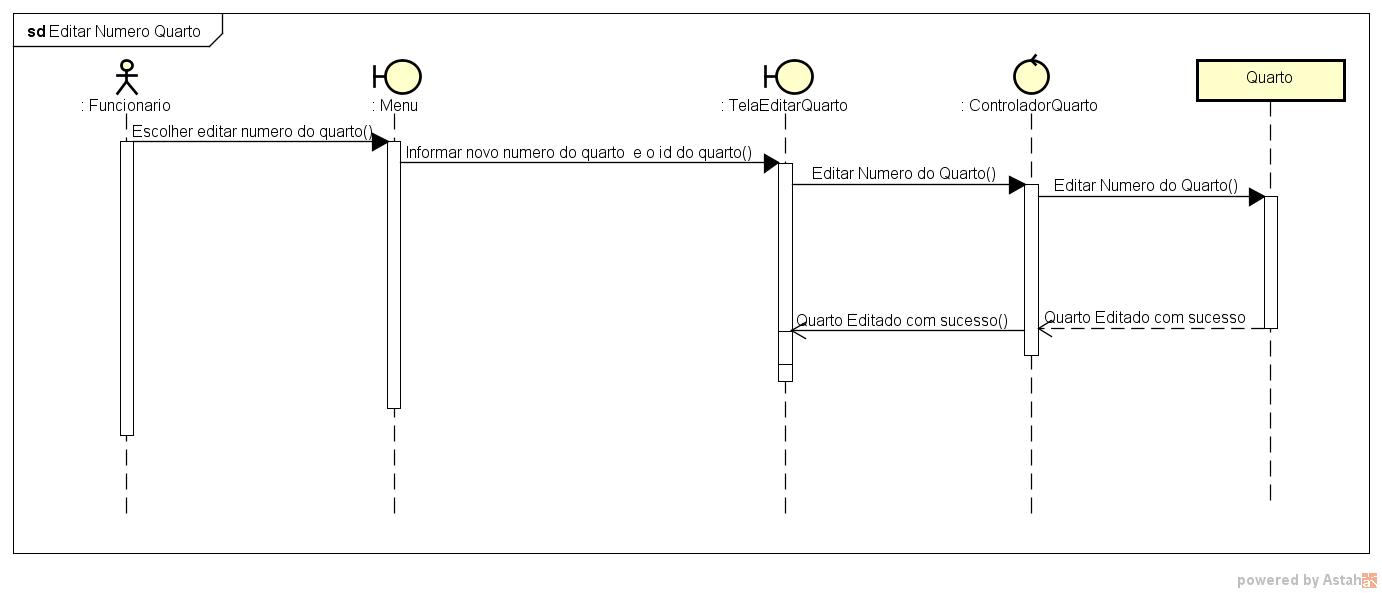 sd Editar Numero Quarto
: Funcionario
: Menu
: TelaEditarQuarto
: ControladorQuarto
Quarto
Escolher editar numero do quarto()
Informar novo numero do quarto  e o id do quarto()
Editar Numero do Quarto()
Editar Numero do Quarto()
Quarto Editado com sucesso()
Quarto Editado com sucesso
powered by Astah